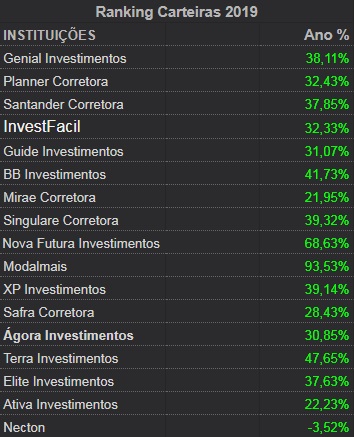 Ranking Carteiras 2019
INSTITUIÇÕES Ano %
Genial Investimentos 38,11%
Planner Corretora 32,43%
Santander Corretora 37,85%
InvestFacil 32,33%
Guide Investimentos 31,07%
BB Investimentos 41,73%
Mirae Corretora 21,95%
Singulare Corretora 39,32%
Nova Futura Investimentos 68,63%
Modalmais 93,53%
XP Investimentos 39,14%
Safra Corretora 28,43%
Ágora Investimentos 30,85%
Terra Investimentos 47,65%
Elite Investimentos 37,63%
Ativa Investimentos 22,23%
Necton -3,52%